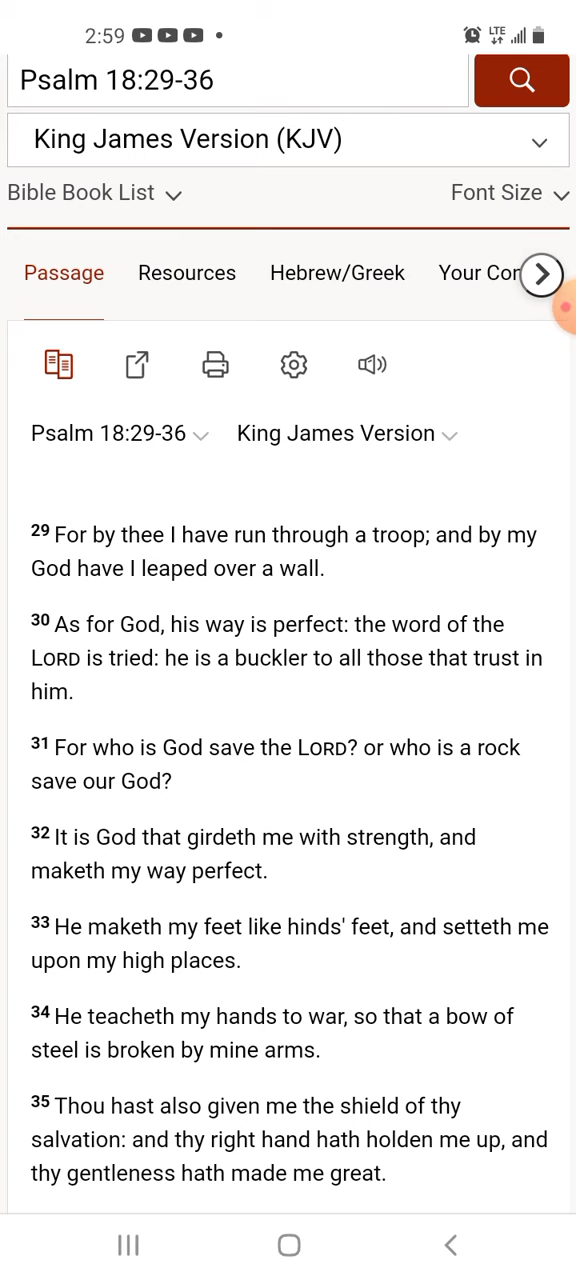 2:59
LTE
Psalm 18:29-36
King James Version (KJV)
Bible Book List Font Size
Passage Resources Hebrew/Greek Your Cor
Psalm 18:29-36 King James Version
29 For by thee I have run through a troop; and by my
God have I leaped over a wall.
30 As for God, his way is perfect: the word of the
LORD is tried: he is a buckler to all those that trust in
him.
31 For who is God save the LORD? or who is a rock
save our God?
32 It is God that girdeth me with strength, and
maketh my way perfect.
33 He maketh my feet like hinds' feet, and setteth me
upon my high places.
34 He teacheth my hands to war, so that a bow of
steel is broken by mine arms.
35 Thou hast also given me the shield of thy
salvation: and thy right hand hath holden me up, and
thy gentleness hath made me great.